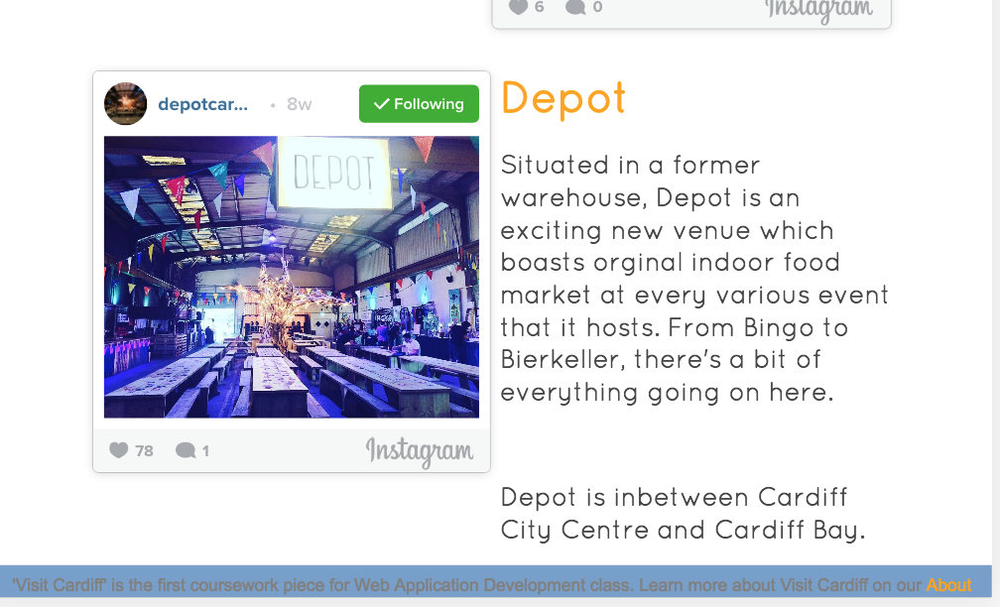 6 0 Instagram
depotcar... • 8w Following
DEPOT
78 1 Instagram
Depot
Situated in a former
warehouse, Depot is an
exciting new venue which
boasts orginal indoor food
market at every various event
that it hosts. From Bingo to
Bierkeller, there's a bit of
everything going on here.
Depot is inbetween Cardiff
City Centre and Cardiff Bay.
'Visit Cardiff' is the first coursework piece for Web Application Development class. Learn more about Visit Cardiff on our About